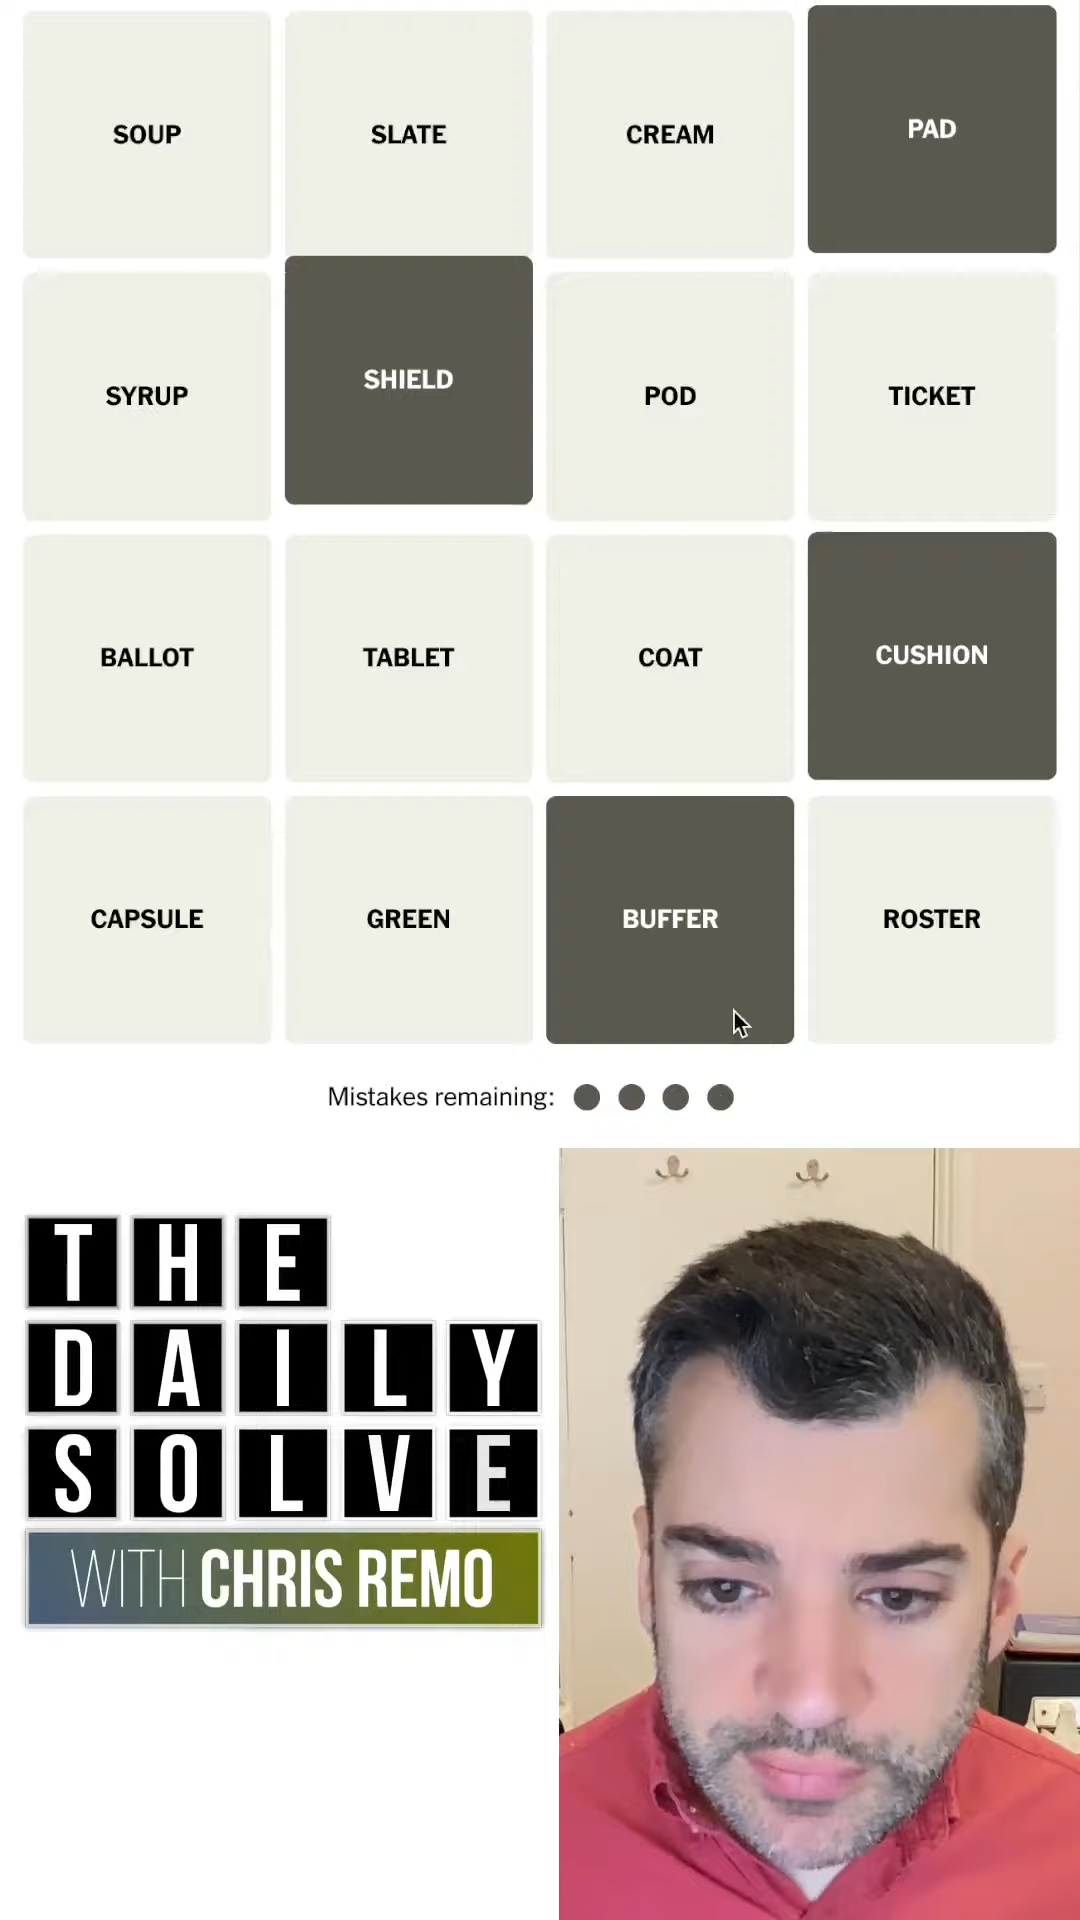 SOUP SLATE CREAM PAD
SYRUP SHIELD POD TICKET
BALLOT TABLET COAT CUSHION
CAPSULE GREEN BUFFER ROSTER
Mistakes remaining:
THE
DAILY
SOLVE
WITH CHRIS REMO